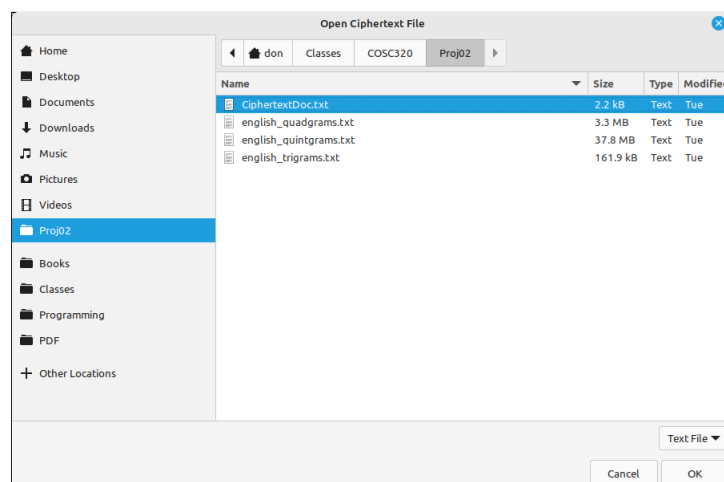 Open Ciphertext File
Home
Desktop
Documents
Downloads
Music
Pictures
Videos
Proj02
Books
Classes
Programming
PDF
Other Locations
don Classes COSC320 Proj02
Name Size Type Modifie
CiphertextDoc.txt 2.2 kB Text Tue
english_quadgrams.txt 3.3 MB Text Tue
english_quintgrams.txt 37.8 MB Text Tue
english_trigrams.txt 161.9 kB Text Tue
Text File
Cancel OK